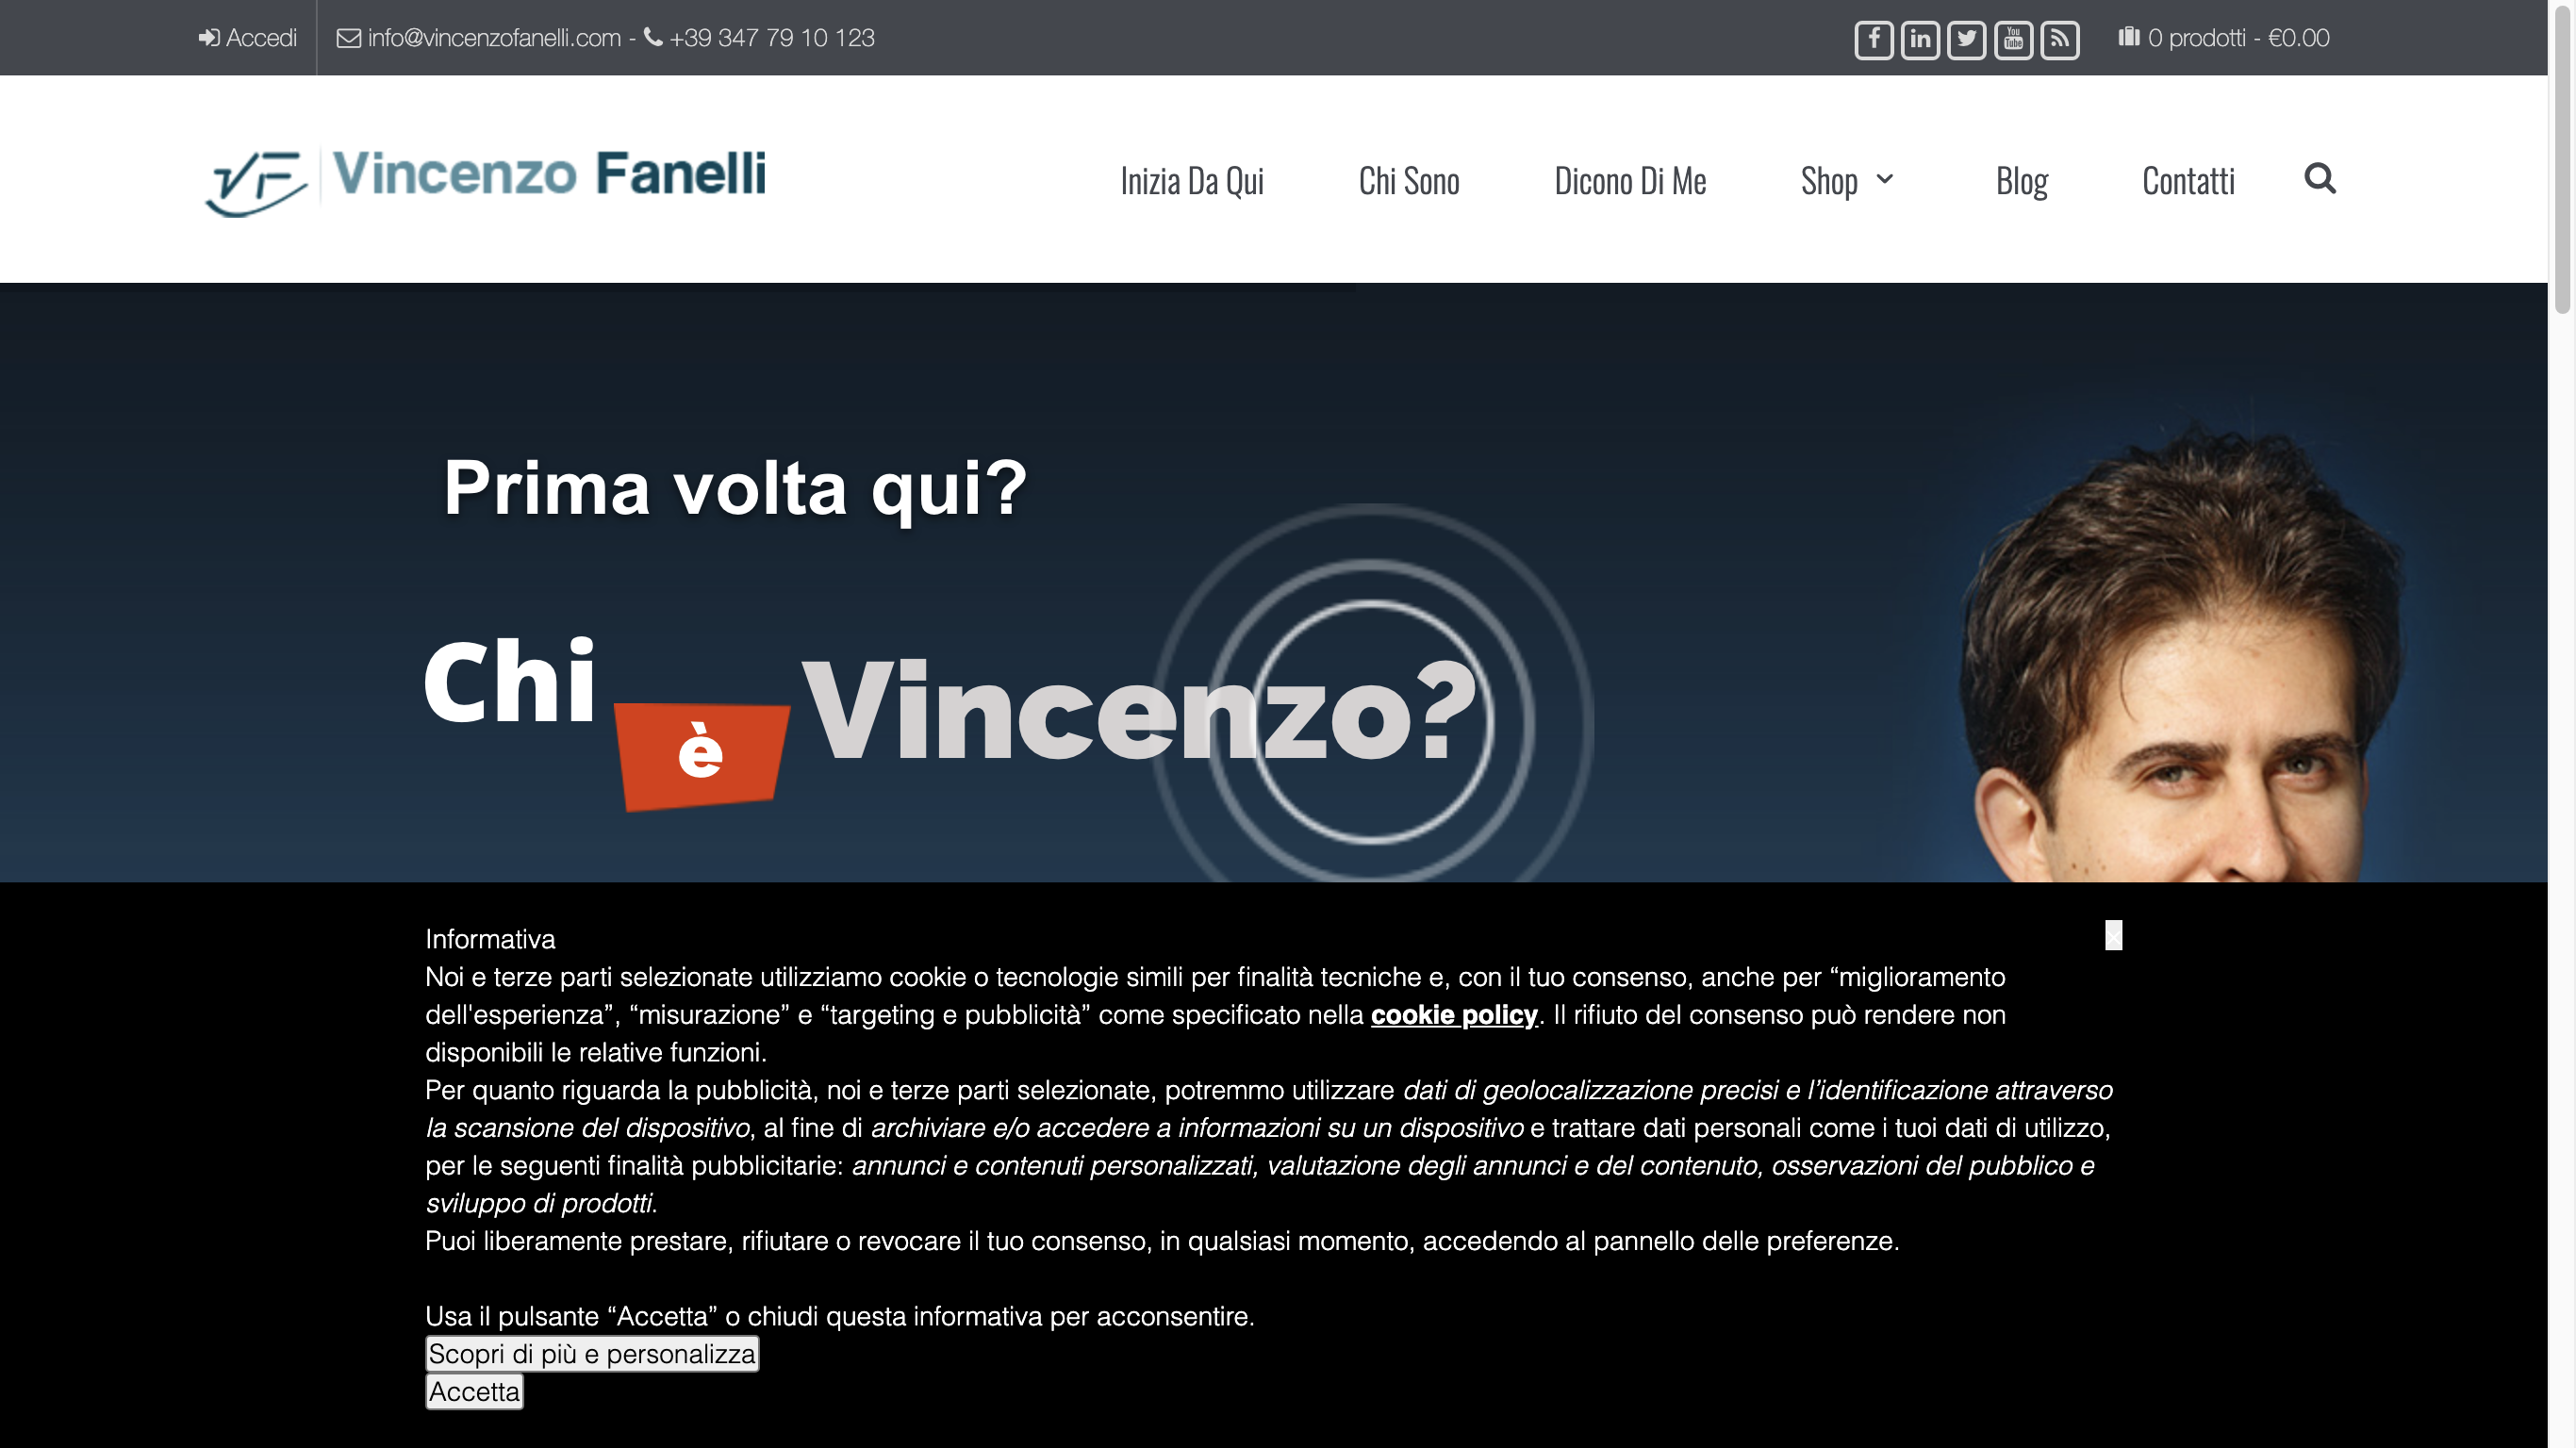 Accedi
info@vincenzofanelli.com - +39 347 79 10 123
You Tube
0 prodotti - €0.00
VF Vincenzo Fanelli
Inizia Da Qui
Chi Sono
Dicono Di Me
Shop
Blog
Contatti
Prima volta qui?
Chi è Vincenzo?
Informativa
×
Noi e terze parti selezionate utilizziamo cookie o tecnologie simili per finalità tecniche e, con il tuo consenso, anche per “miglioramento
dell'esperienza”, “misurazione” e “targeting e pubblicità” come specificato nella cookie policy. Il rifiuto del consenso può rendere non
disponibili le relative funzioni.
Per quanto riguarda la pubblicità, noi e terze parti selezionate, potremmo utilizzare dati di geolocalizzazione precisi e l’identificazione attraverso
la scansione del dispositivo, al fine di archiviare e/o accedere a informazioni su un dispositivo e trattare dati personali come i tuoi dati di utilizzo,
per le seguenti finalità pubblicitarie: annunci e contenuti personalizzati, valutazione degli annunci e del contenuto, osservazioni del pubblico e
sviluppo di prodotti.
Puoi liberamente prestare, rifiutare o revocare il tuo consenso, in qualsiasi momento, accedendo al pannello delle preferenze.
Usa il pulsante “Accetta” o chiudi questa informativa per acconsentire.
Scopri di più e personalizza
Accetta